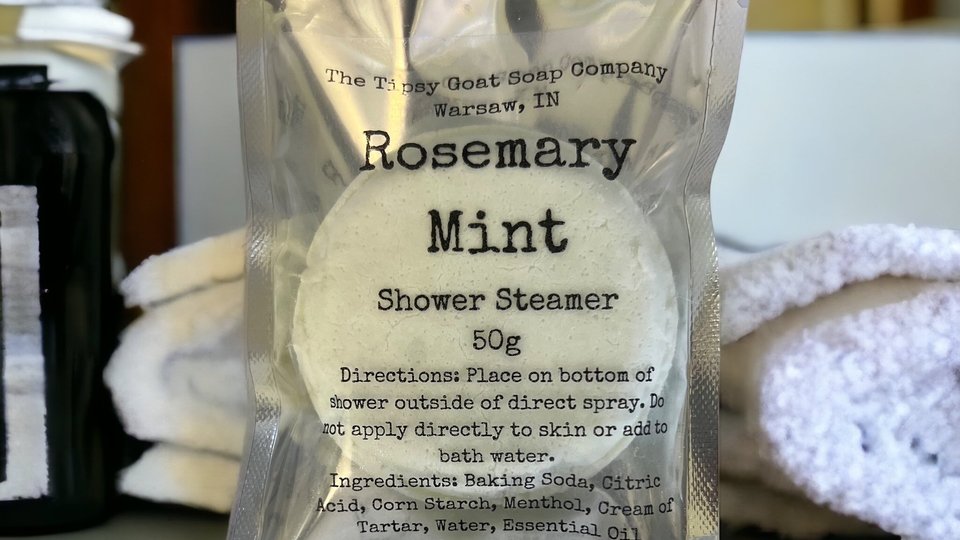 The Tipsy Goat Soap Company
Warsaw, IN
Rosemary
Mint
Shower Steamer
50g
Directions: Place on bottom of
shower outside of direct spray. Do
not apply directly to skin or add to
bath water.
Ingredients: Baking Soda, Citric
Acid, Corn Starch, Menthol, Cream of
Tartar, Water, Essential Oil